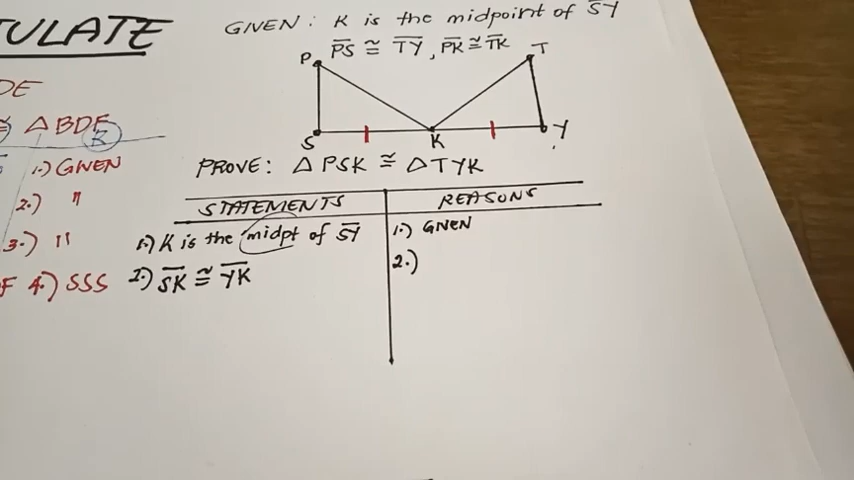 TULATE
DE
≅ △ BDF
1.) GIVEN
2.) "
3.) "
F 4.) SSS
GIVEN : K is the midpoint of SY
PS ≅ TY , PK ≅ TK
P T
S K Y
PROVE: △ PSK ≅ △ TYK
STATEMENTS REASONS
1.) K is the midpt of SY 1.) GIVEN
2.) SK ≅ YK 2.)